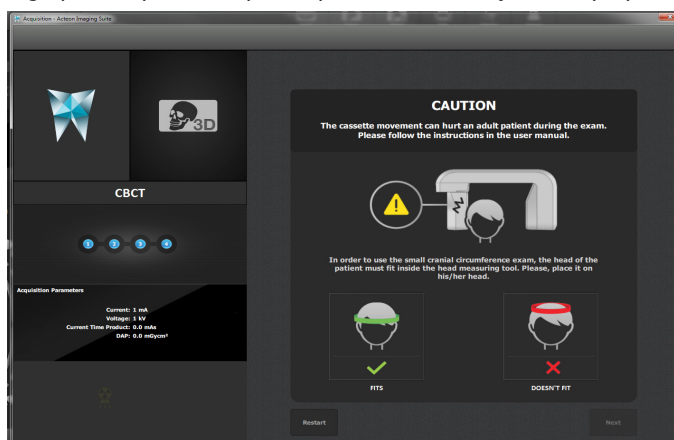 Acquisition - Acteon Imaging Suite
3D
CBCT
1 2 3 4
Acquisition Parameters
Current: 1 mA
Voltage: 1 kV
Current Time Product: 0.0 mAs
DAP: 0.0 mGycm²
CAUTION
The cassette movement can hurt an adult patient during the exam.
Please follow the instructions in the user manual.
In order to use the small cranial circumference exam, the head of the
patient must fit inside the head measuring tool. Please, place it on
his/her head.
FITS
DOESN'T FIT
Restart
Next